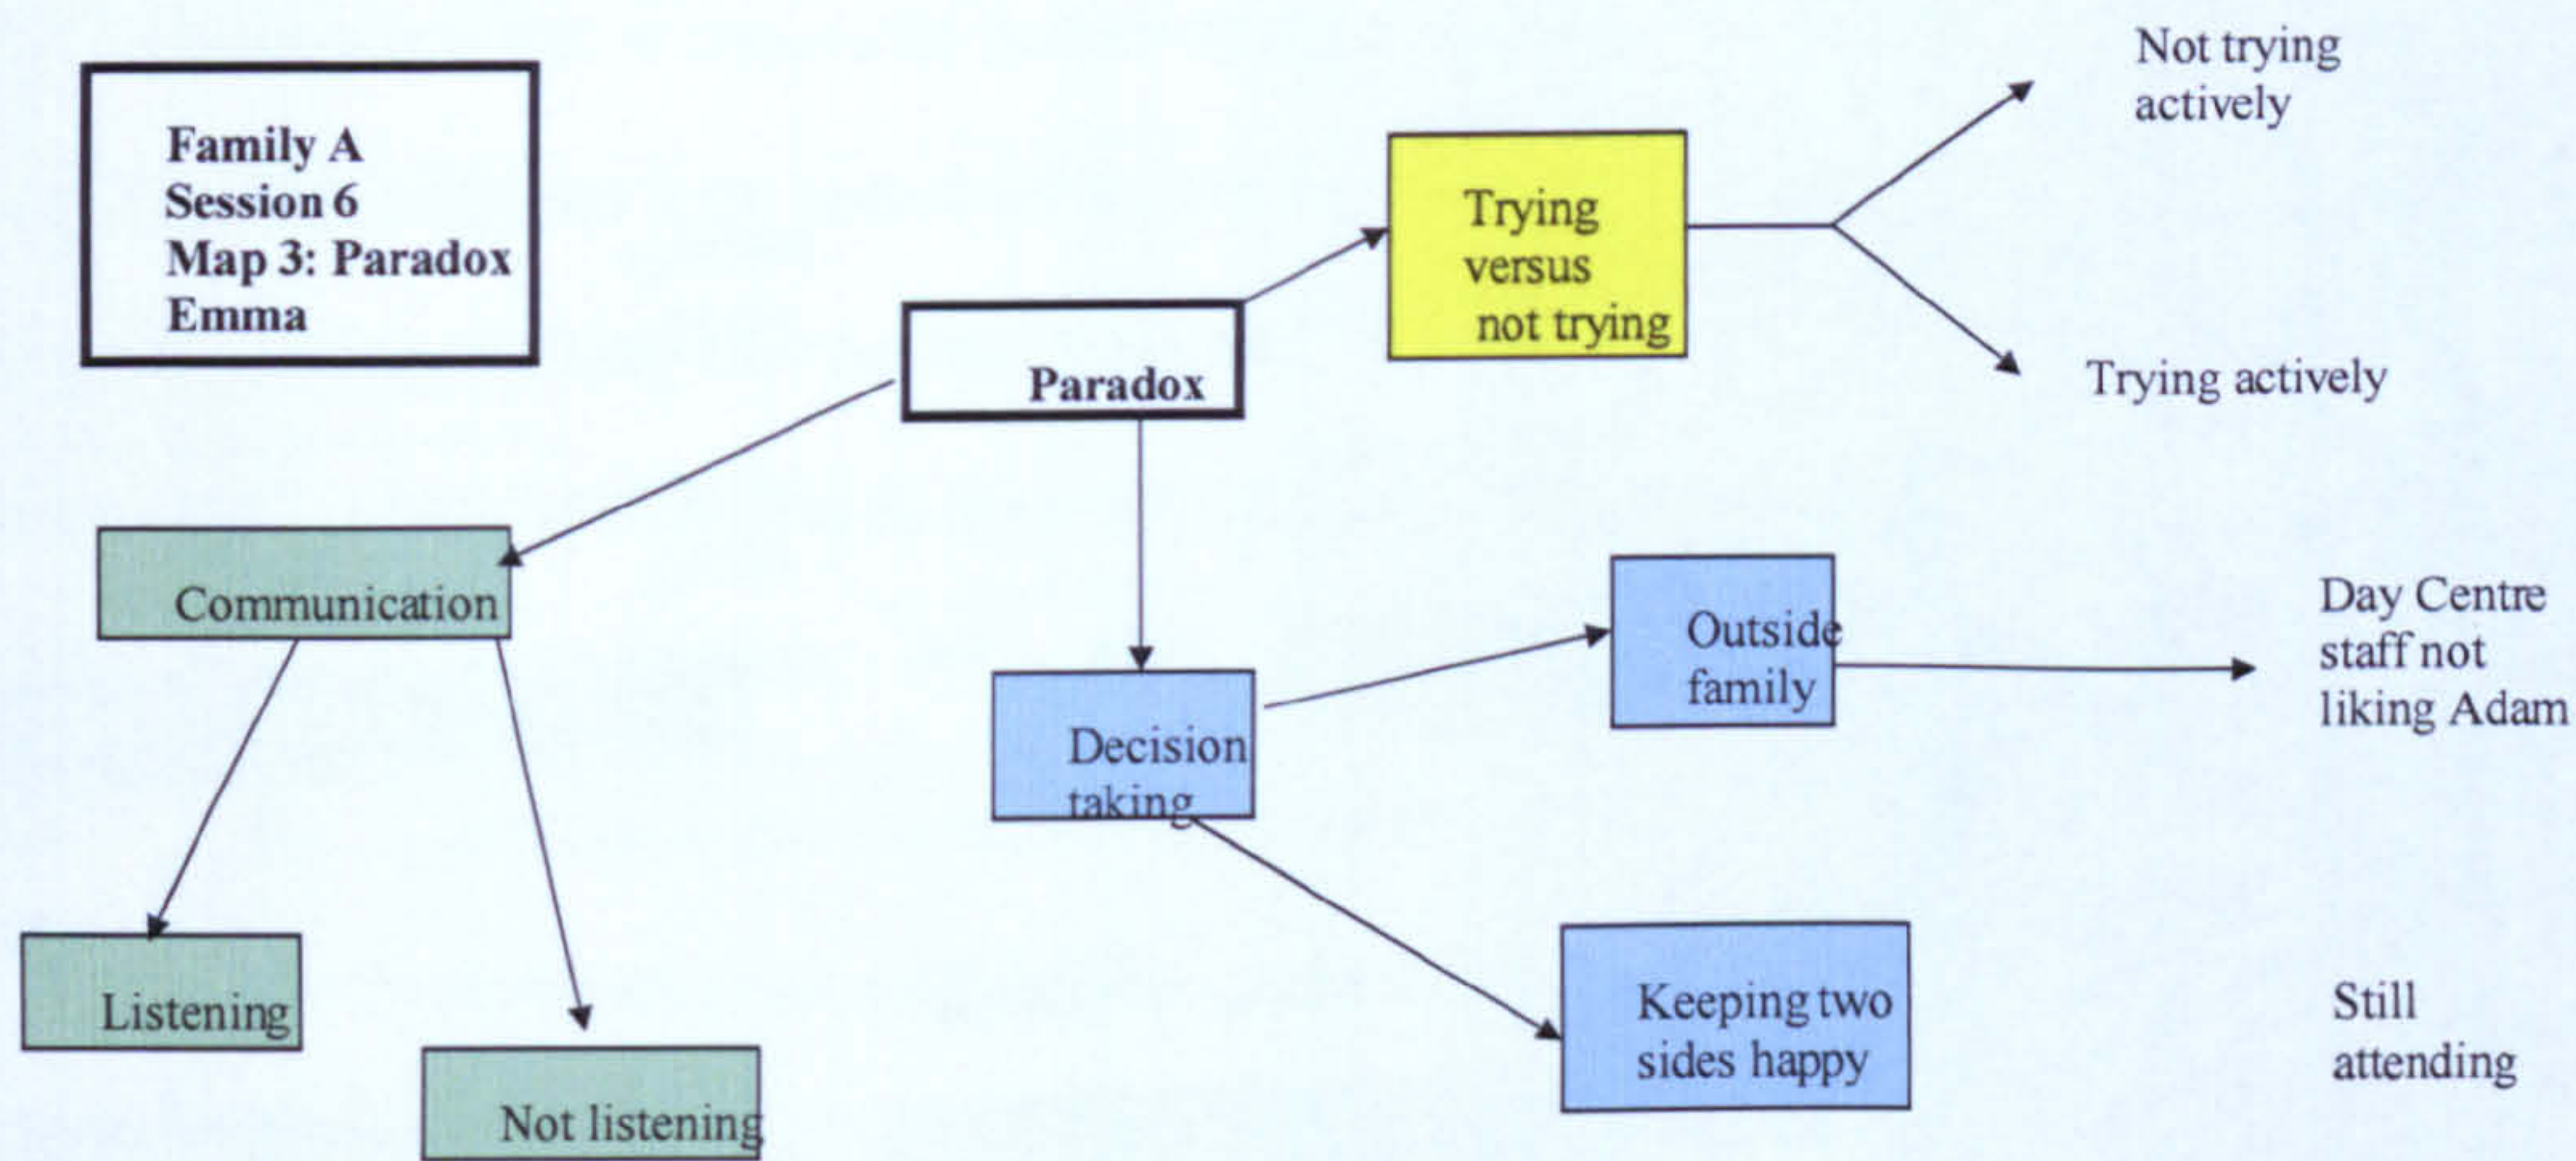 Family A
Session 6
Map 3: Paradox
Emma
Not trying
actively
Trying
versus
not trying
Paradox
Trying actively
Communication
Outside
family
Day Centre
staff not
liking Adam
Decision
taking
Listening
Not listening
Keeping two
sides happy
Still
attending